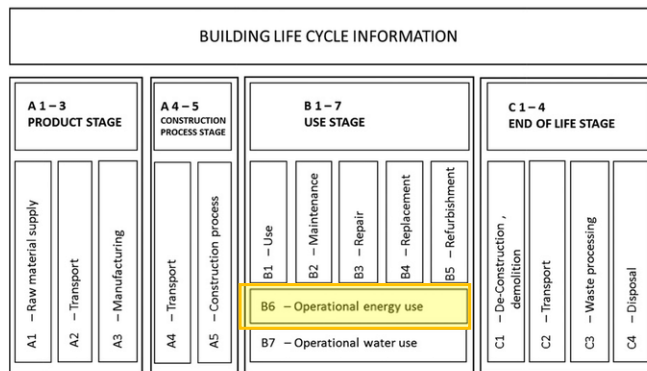 BUILDING LIFE CYCLE INFORMATION
A 1 – 3
PRODUCT STAGE
A 4 – 5
CONSTRUCTION
PROCESS STAGE
B 1 – 7
USE STAGE
C 1 – 4
END OF LIFE STAGE
A1 – Raw material supply
A2 – Transport
A3 – Manufacturing
A4 – Transport
A5 – Construction process
B1 – Use
B2 – Maintenance
B3 – Repair
B4 – Replacement
B5 – Refurbishment
B6 – Operational energy use
B7 – Operational water use
C1 – De-Construction ,
demolition
C2 – Transport
C3 – Waste processing
C4 – Disposal